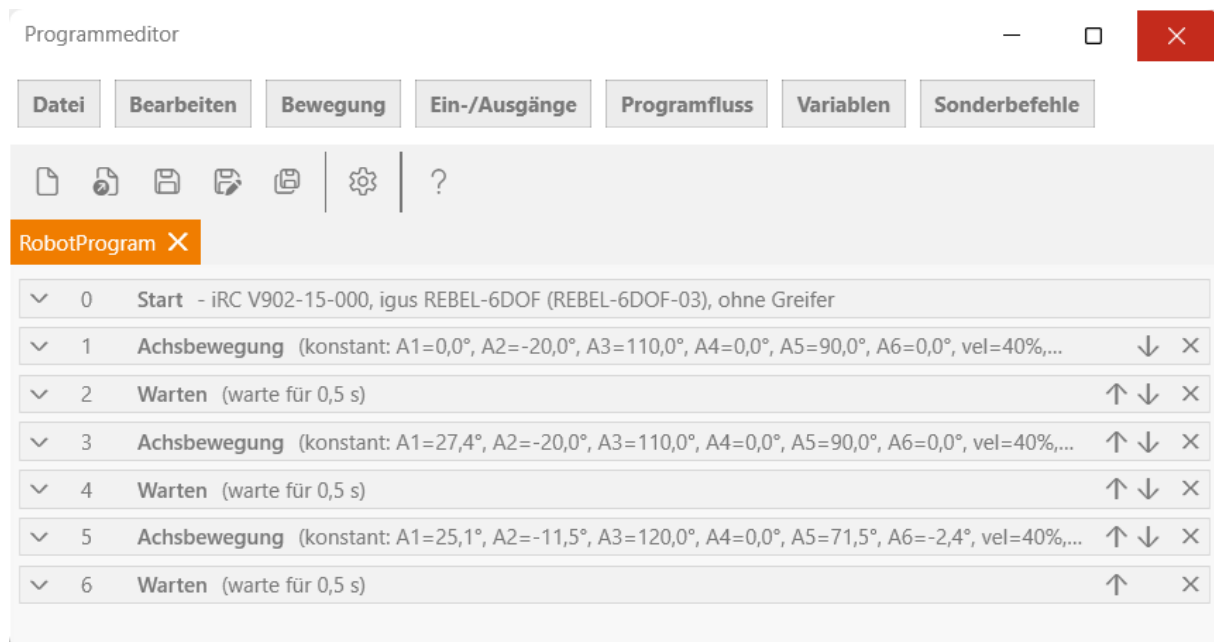 Programmeditor
Datei Bearbeiten Bewegung Ein-/Ausgänge Programfluss Variablen Sonderbefehle
?
RobotProgram
0 Start - iRC V902-15-000, igus REBEL-6DOF (REBEL-6DOF-03), ohne Greifer
1 Achsbewegung (konstant: A1=0,0°, A2=-20,0°, A3=110,0°, A4=0,0°, A5=90,0°, A6=0,0°, vel=40%,...
2 Warten (warte für 0,5 s)
3 Achsbewegung (konstant: A1=27,4°, A2=-20,0°, A3=110,0°, A4=0,0°, A5=90,0°, A6=0,0°, vel=40%,...
4 Warten (warte für 0,5 s)
5 Achsbewegung (konstant: A1=25,1°, A2=-11,5°, A3=120,0°, A4=0,0°, A5=71,5°, A6=-2,4°, vel=40%,...
6 Warten (warte für 0,5 s)